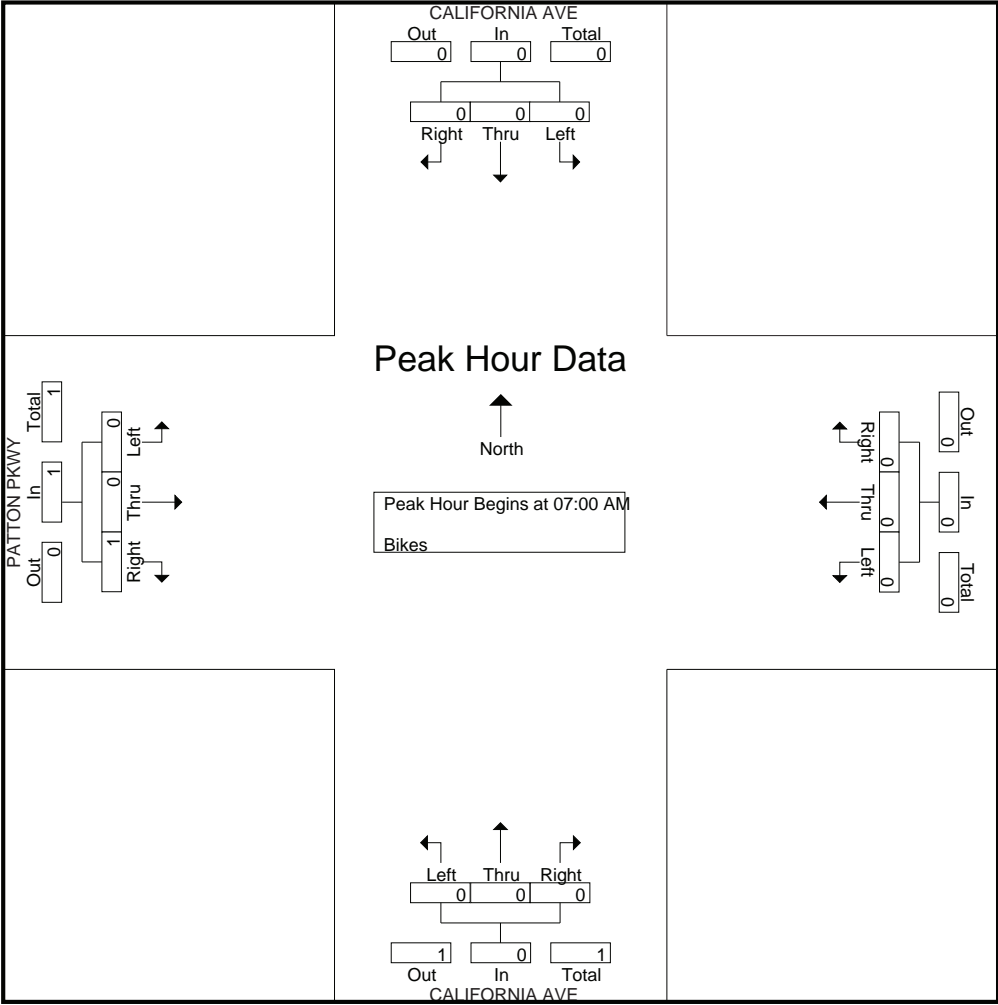 CALIFORNIA AVE
Out In Total
0 0 0
0 0 0
Right Thru Left
Peak Hour Data
North
Peak Hour Begins at 07:00 AM
Bikes
PATTON PKWY
Total In Out
1 1 0
0 0 1
Left Thru Right
Right Thru Left
0 0 0
Out In Total
0 0 0
Left Thru Right
0 0 0
1 0 1
Out In Total
CALIFORNIA AVE